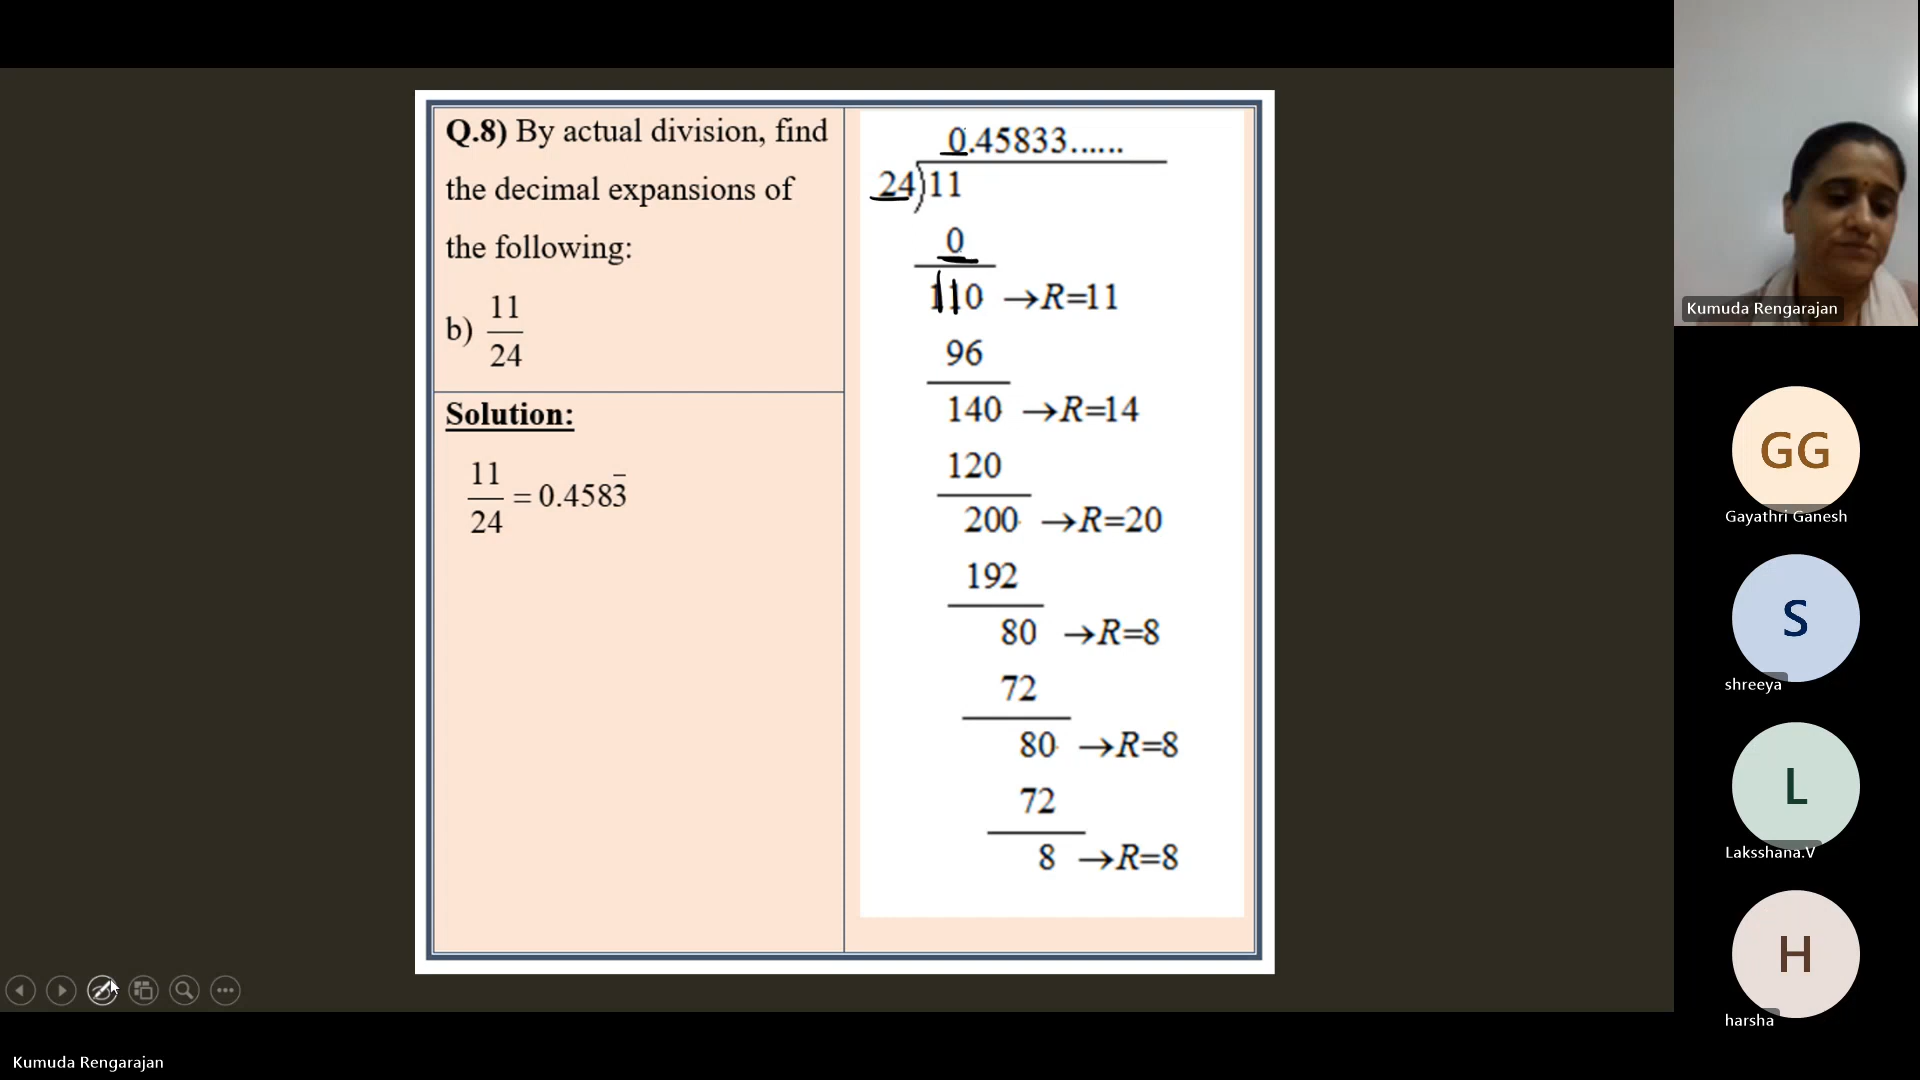 Q.8) By actual division, find
the decimal expansions of
the following:
b) 11/24
Solution:
11/24 = 0.4583̅
0.45833......
24)11
0
110 →R=11
96
140 →R=14
120
200 →R=20
192
80 →R=8
72
80 →R=8
72
8 →R=8
Kumuda Rengarajan
GG
Gayathri Ganesh
S
shreeya
L
Laksshana.V
H
harsha
Kumuda Rengarajan